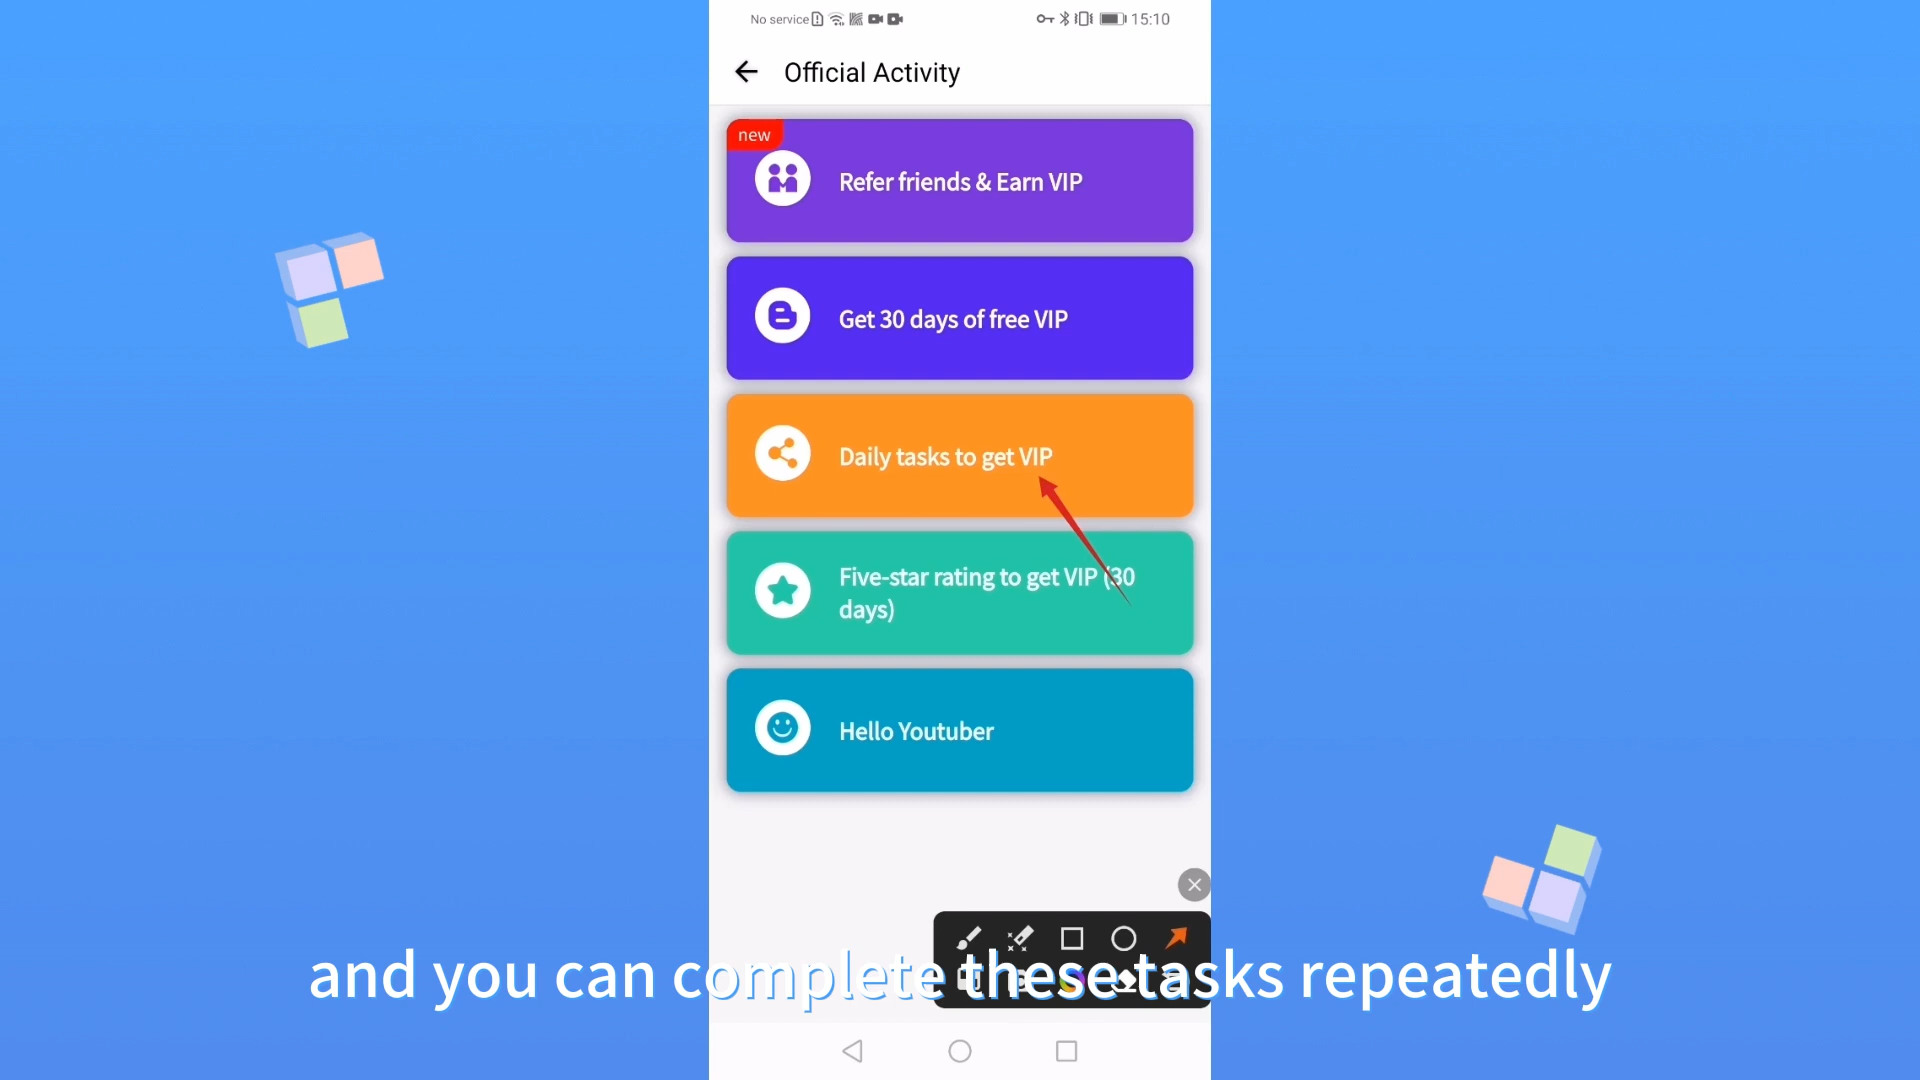 No service
15:10
Official Activity
new
Refer friends & Earn VIP
Get 30 days of free VIP
Daily tasks to get VIP
Five-star rating to get VIP (30
days)
Hello Youtuber
and you can complete these tasks repeatedly